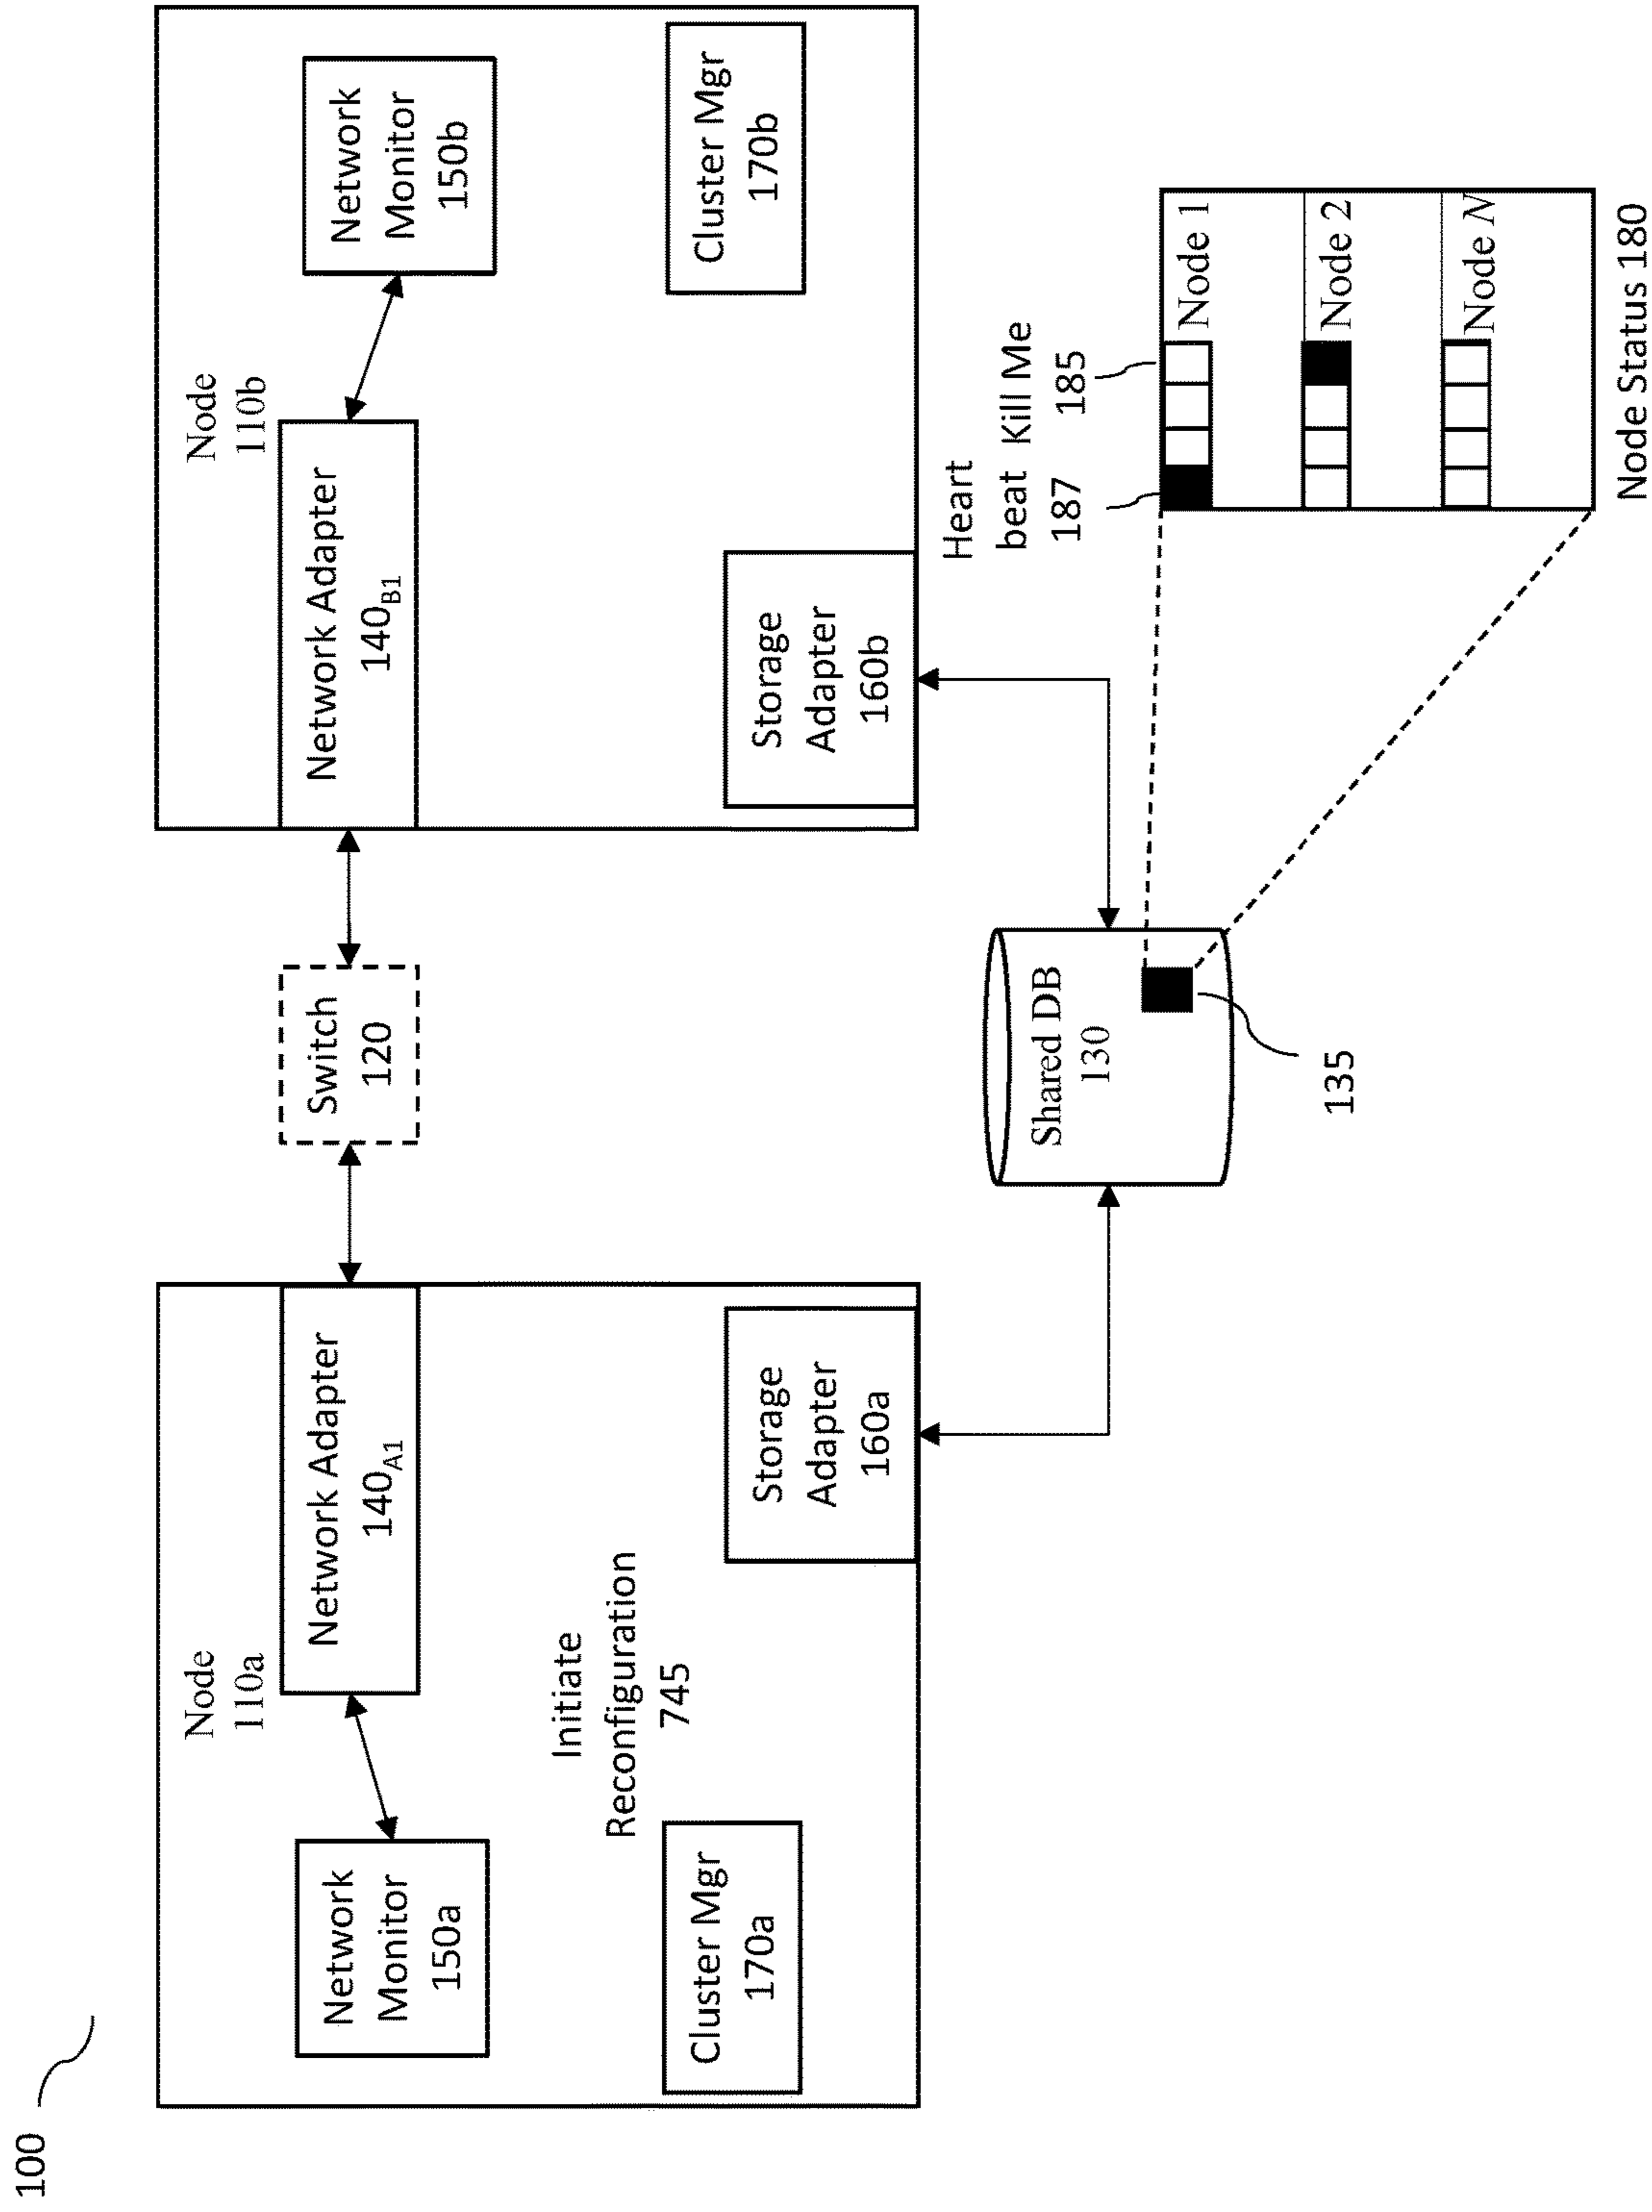 100
Node
110a
Network Adapter
140A1
Network
Monitor
150a
Initiate
Reconfiguration
745
Cluster Mgr
170a
Storage
Adapter
160a
Switch
120
Node
110b
Network Adapter
140B1
Network
Monitor
150b
Storage
Adapter
160b
Cluster Mgr
170b
Shared DB
130
135
Heart
beat
187
Kill Me
185
Node 1
Node 2
Node N
Node Status 180